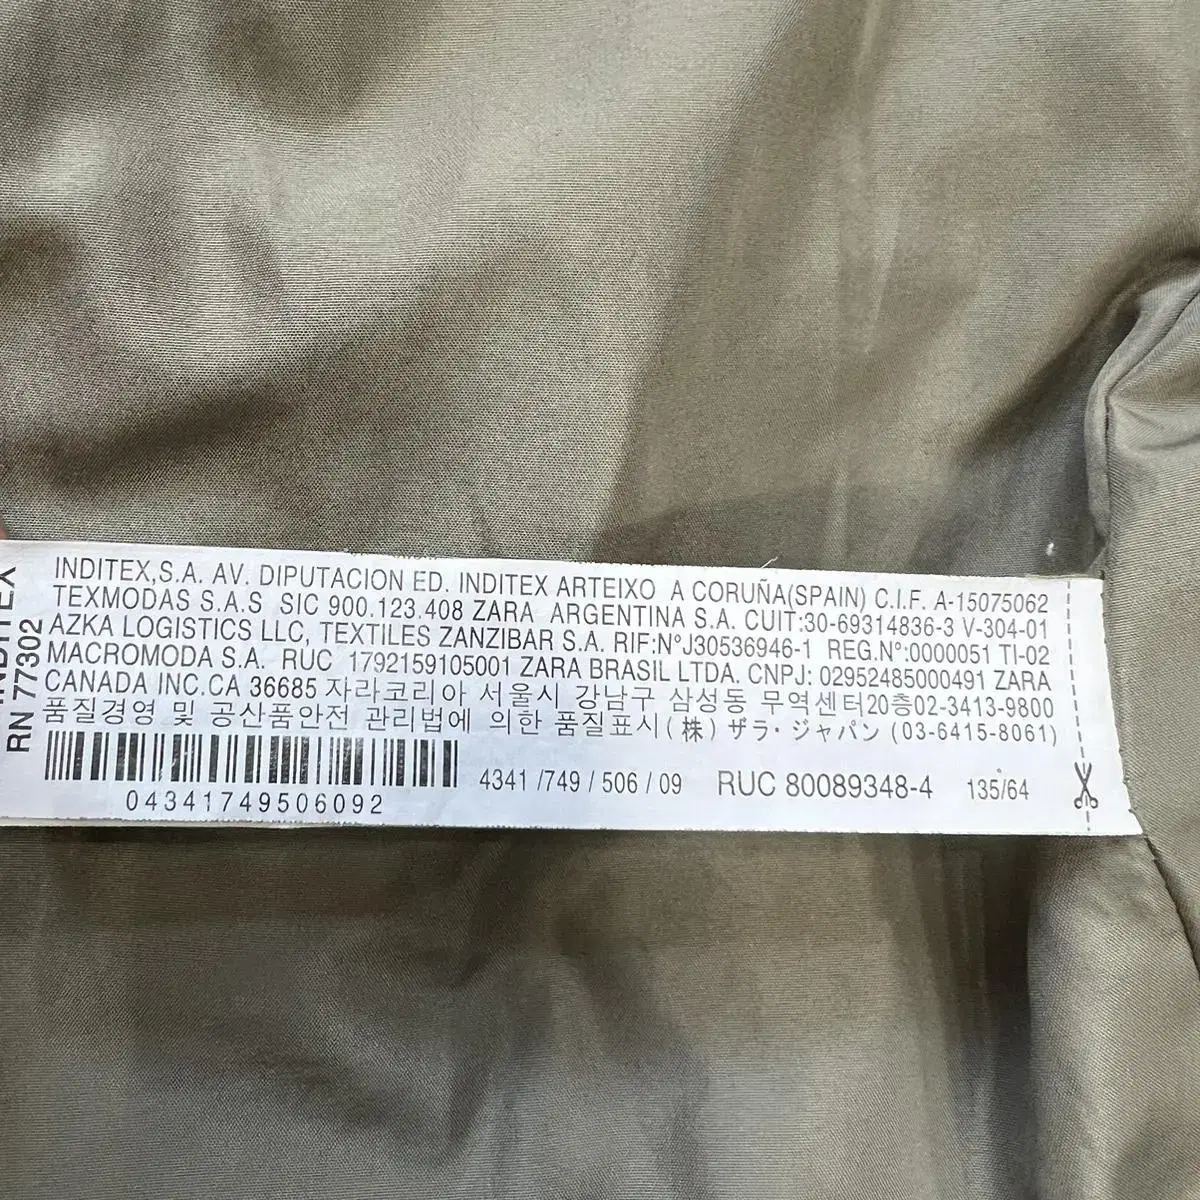 INDITEX
RN 77302
INDITEX,S.A. AV. DIPUTACION ED. INDITEX ARTEIXO A CORUÑA(SPAIN) C.I.F. A-15075062
TEXMODAS S.A.S SIC 900.123.408 ZARA ARGENTINA S.A. CUIT:30-69314836-3 V-304-01
AZKA LOGISTICS LLC, TEXTILES ZANZIBAR S.A. RIF:N°J30536946-1 REG.N°:0000051 TI-02
MACROMODA S.A. RUC 1792159105001 ZARA BRASIL LTDA. CNPJ: 02952485000491 ZARA
CANADA INC.CA 36685 자라코리아 서울시 강남구 삼성동 무역센터20층02-3413-9800
품질경영 및 공산품안전 관리법에 의한 품질표시(株) ザラ・ジャパン (03-6415-8061)
4341 /749 / 506 / 09 RUC 80089348-4 135/64
04341749506092